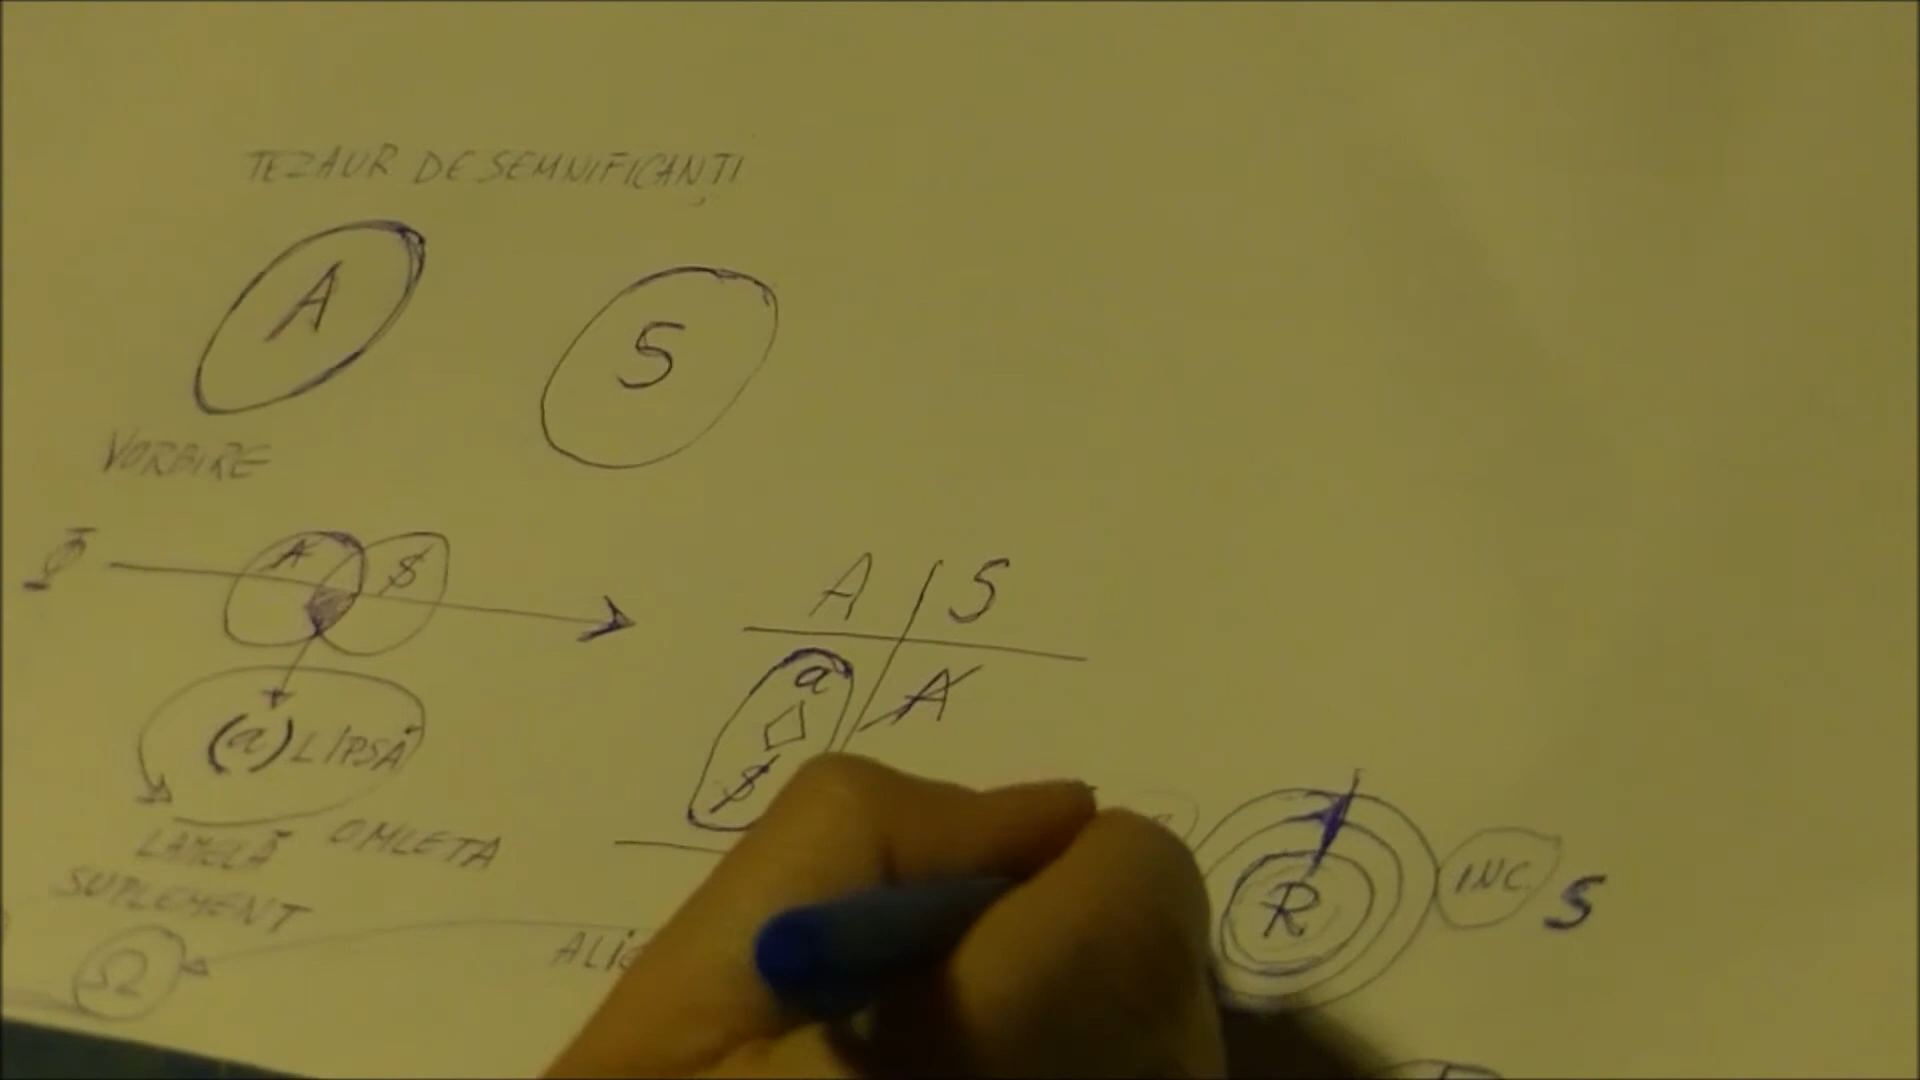 TEZAUR DE SEMNIFICANȚI
A
S
VORBIRE
Φ
A $
A S
a
◇
$
A̸
(a) LIPSĂ
LAMELĂ OMLETA
SUPLEMENT
Ω
R
INC S